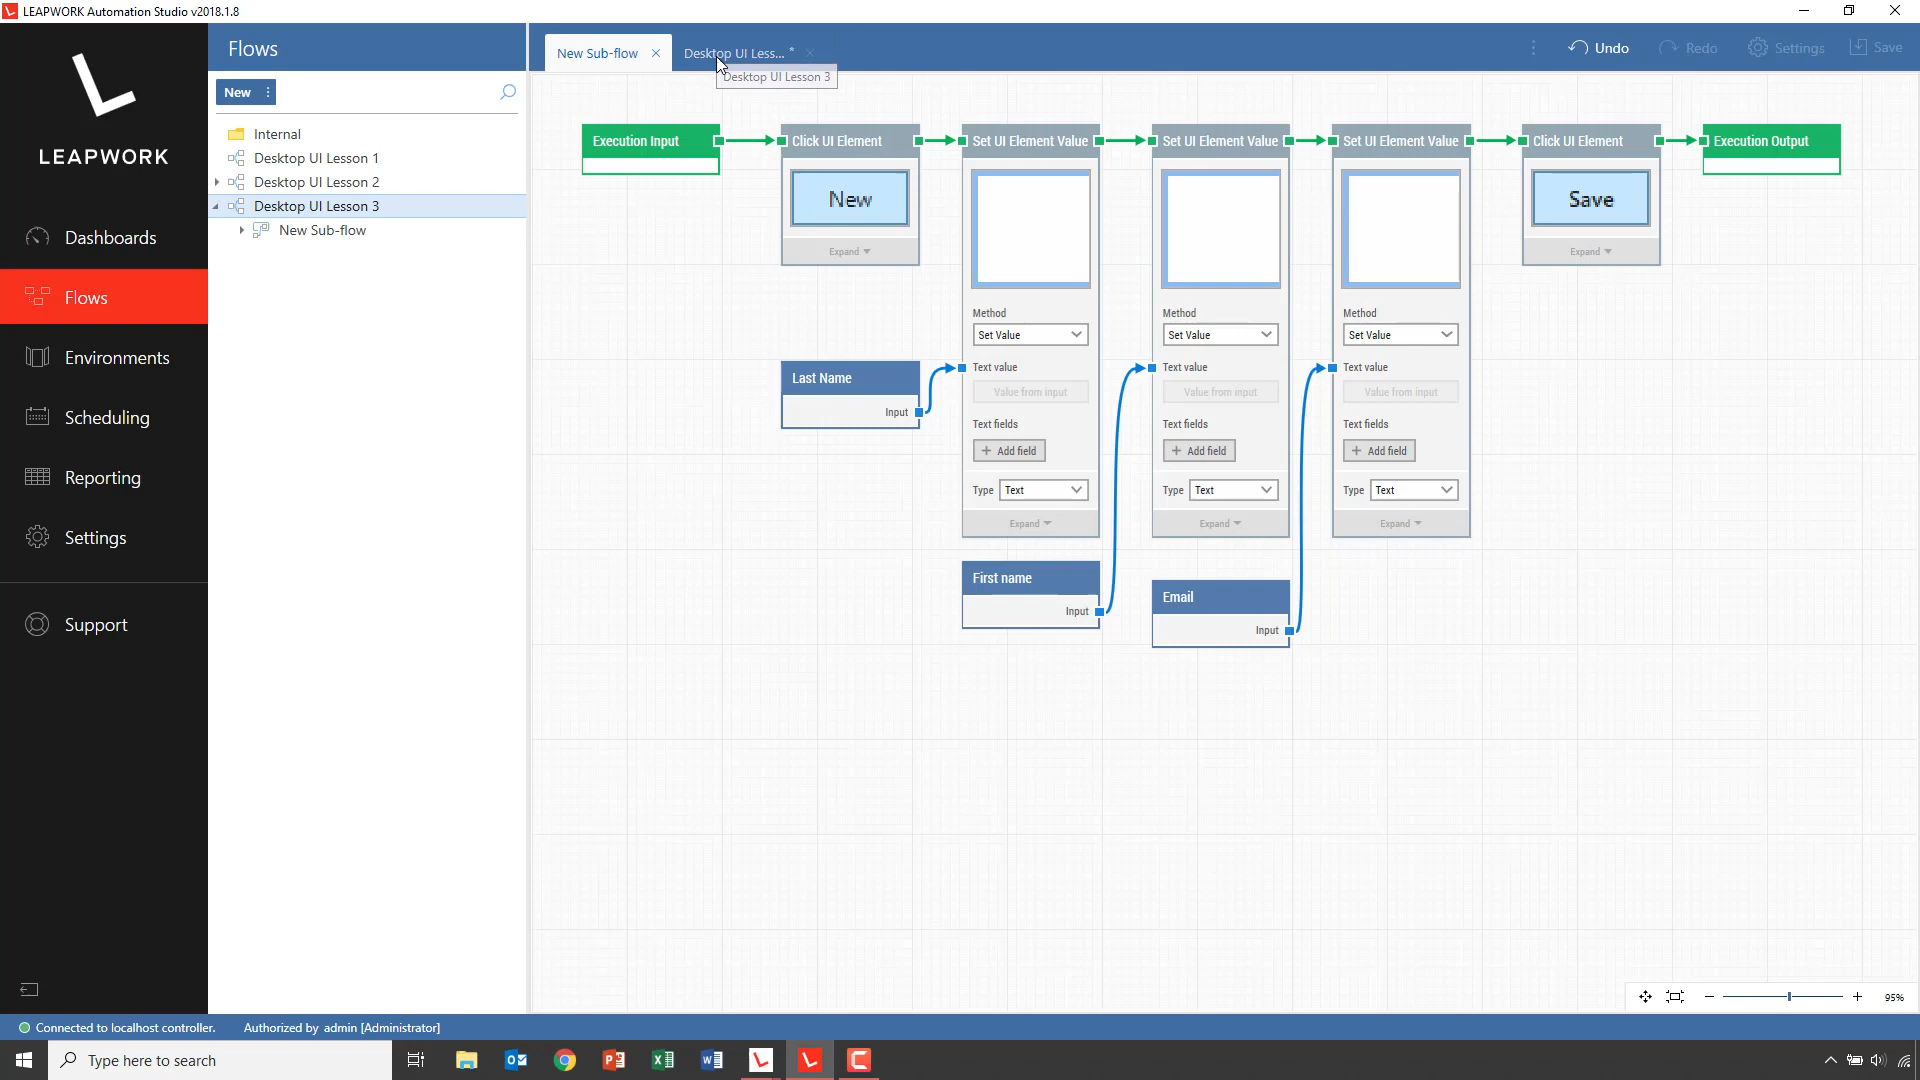 LEAPWORK Automation Studio v2018.1.8
LEAPWORK
Dashboards
Flows
Environments
Scheduling
Reporting
Settings
Support
Flows
New
Internal
Desktop UI Lesson 1
Desktop UI Lesson 2
Desktop UI Lesson 3
New Sub-flow
New Sub-flow
Desktop UI Less... *
Desktop UI Lesson 3
Undo
Redo
Settings
Save
Execution Input
Click UI Element
New
Expand
Set UI Element Value
Method
Set Value
Text value
Value from input
Text fields
+ Add field
Type Text
Expand
Set UI Element Value
Method
Set Value
Text value
Value from input
Text fields
+ Add field
Type Text
Expand
Set UI Element Value
Method
Set Value
Text value
Value from input
Text fields
+ Add field
Type Text
Expand
Click UI Element
Save
Expand
Execution Output
Last Name
Input
First name
Input
Email
Input
95%
Connected to localhost controller.
Authorized by admin [Administrator]
Type here to search